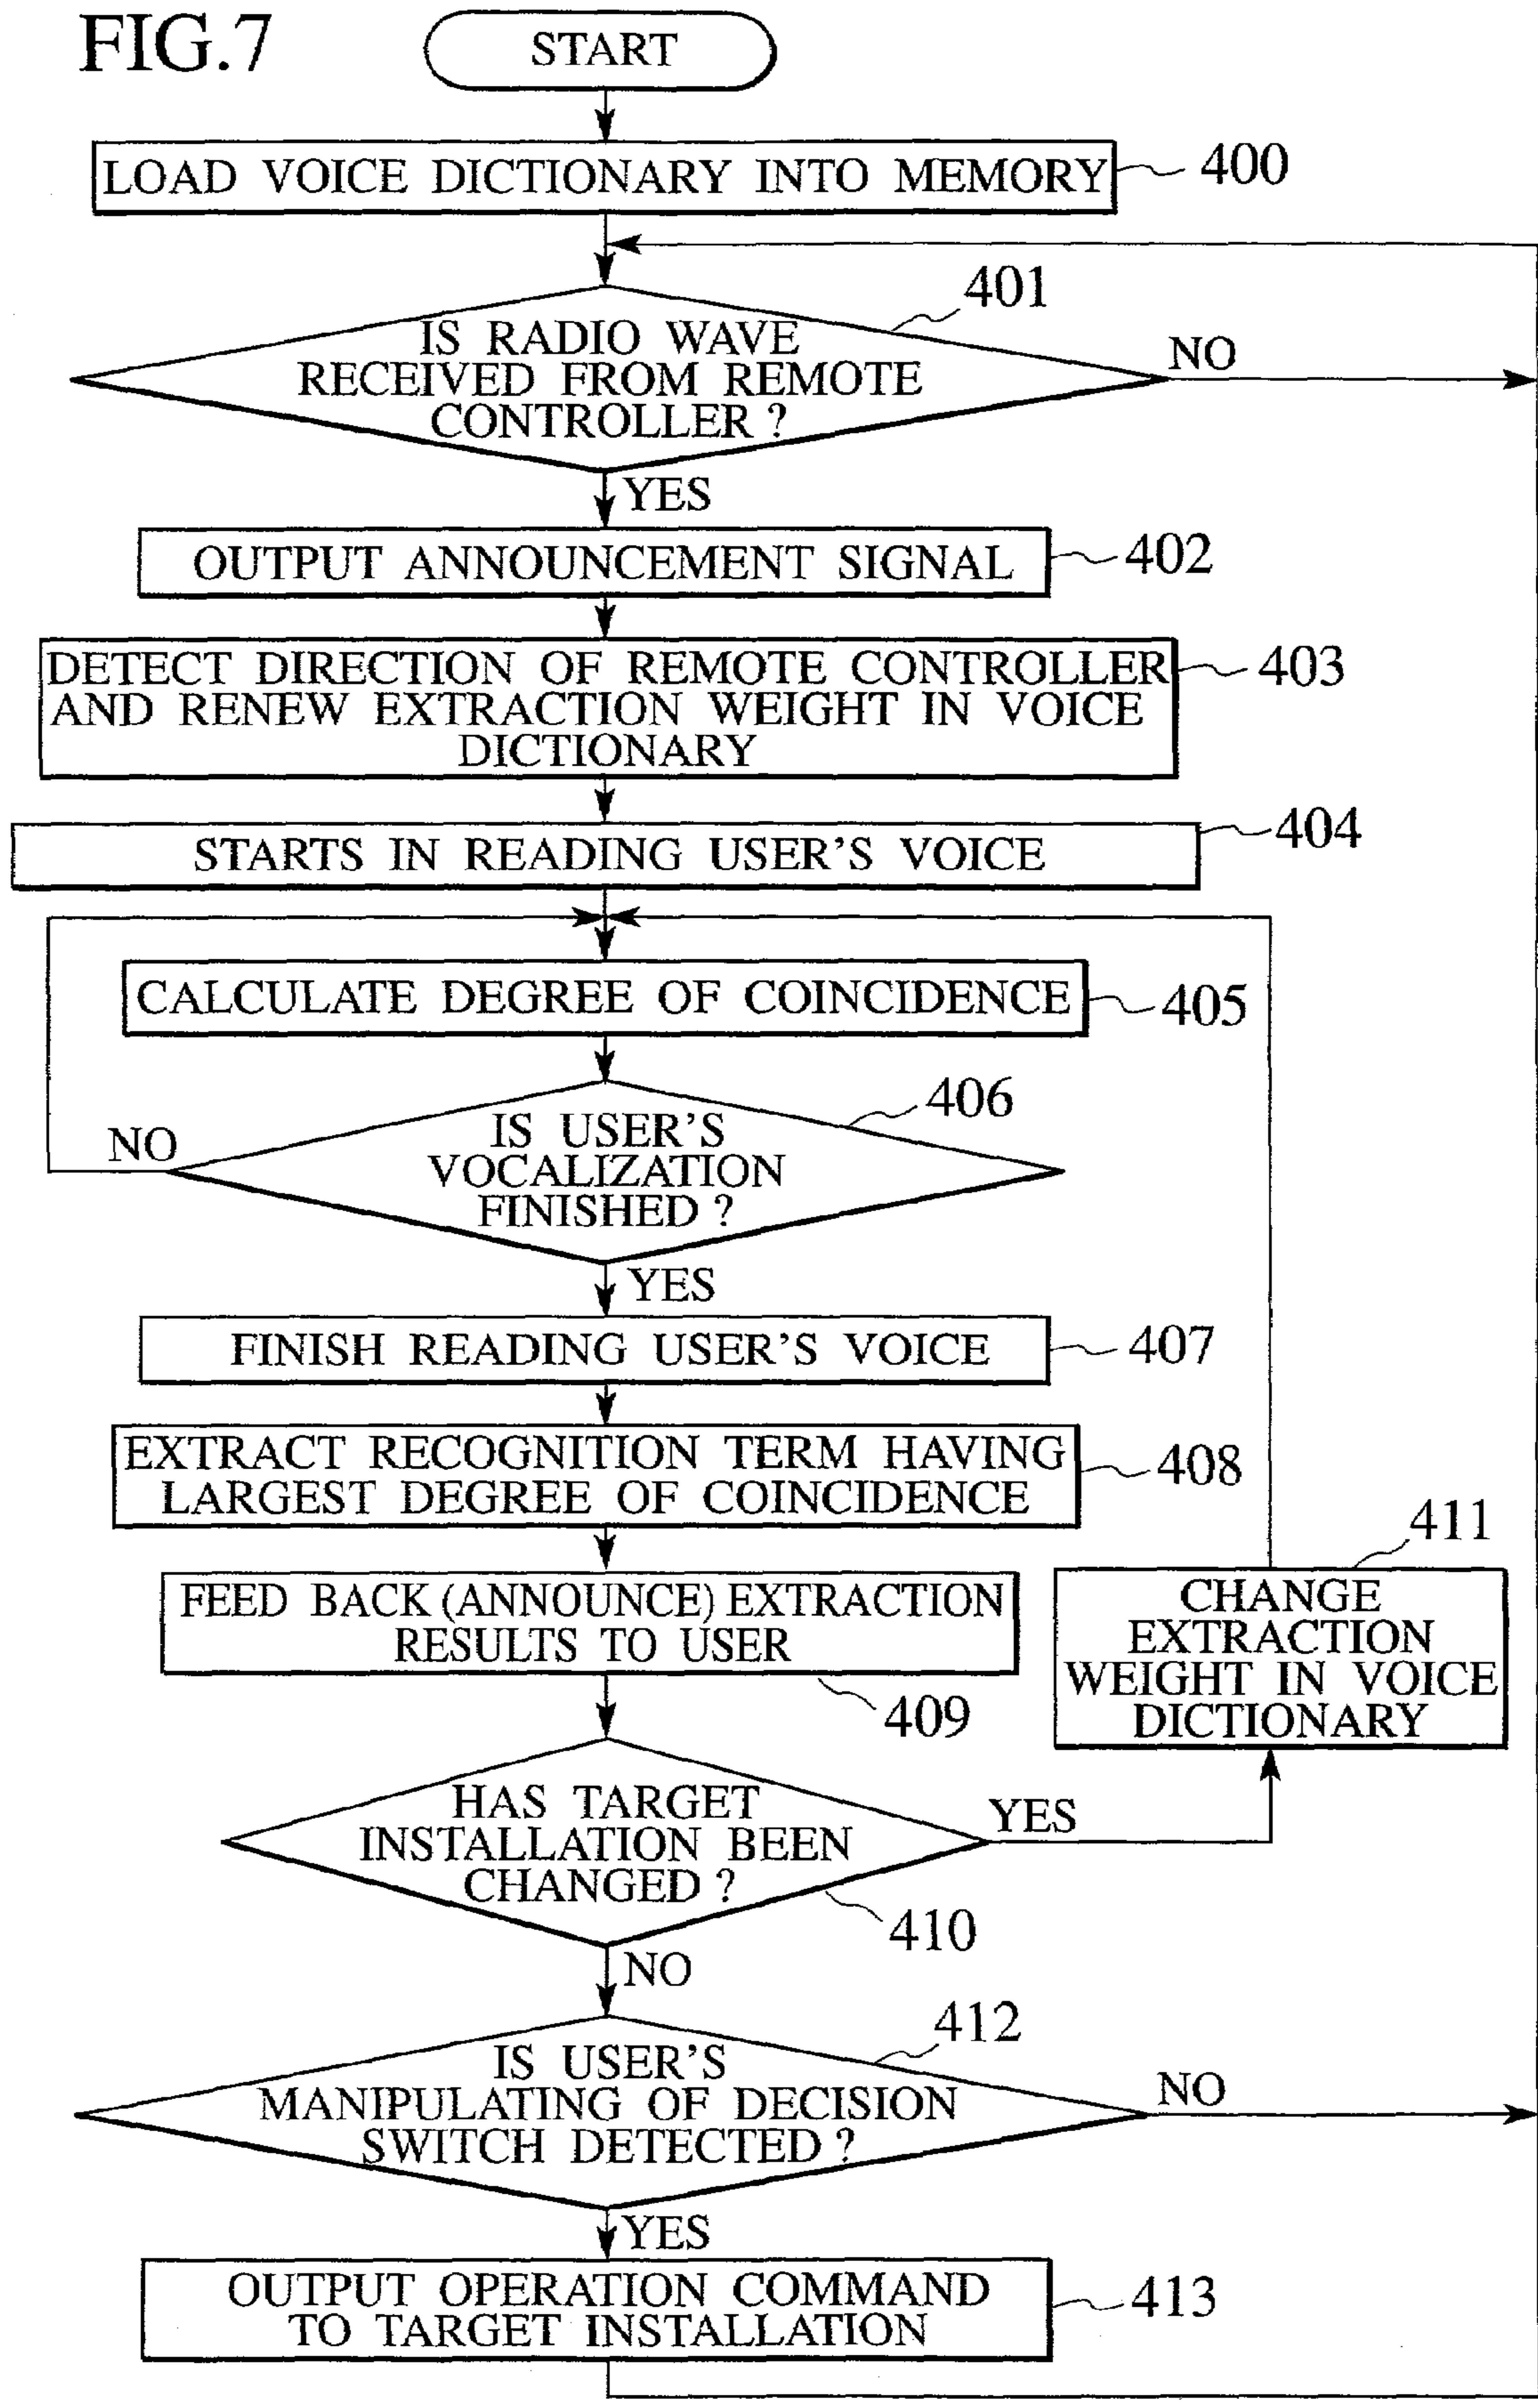 FIG.7
START
LOAD VOICE DICTIONARY INTO MEMORY
400
401
IS RADIO WAVE
RECEIVED FROM REMOTE
CONTROLLER ?
NO
YES
OUTPUT ANNOUNCEMENT SIGNAL
402
DETECT DIRECTION OF REMOTE CONTROLLER
AND RENEW EXTRACTION WEIGHT IN VOICE
DICTIONARY
403
STARTS IN READING USER'S VOICE
404
CALCULATE DEGREE OF COINCIDENCE
405
406
IS USER'S
VOCALIZATION
FINISHED ?
NO
YES
FINISH READING USER'S VOICE
407
EXTRACT RECOGNITION TERM HAVING
LARGEST DEGREE OF COINCIDENCE
408
FEED BACK (ANNOUNCE) EXTRACTION
RESULTS TO USER
409
411
CHANGE
EXTRACTION
WEIGHT IN VOICE
DICTIONARY
HAS TARGET
INSTALLATION BEEN
CHANGED ?
YES
410
NO
412
IS USER'S
MANIPULATING OF DECISION
SWITCH DETECTED ?
NO
YES
OUTPUT OPERATION COMMAND
TO TARGET INSTALLATION
413